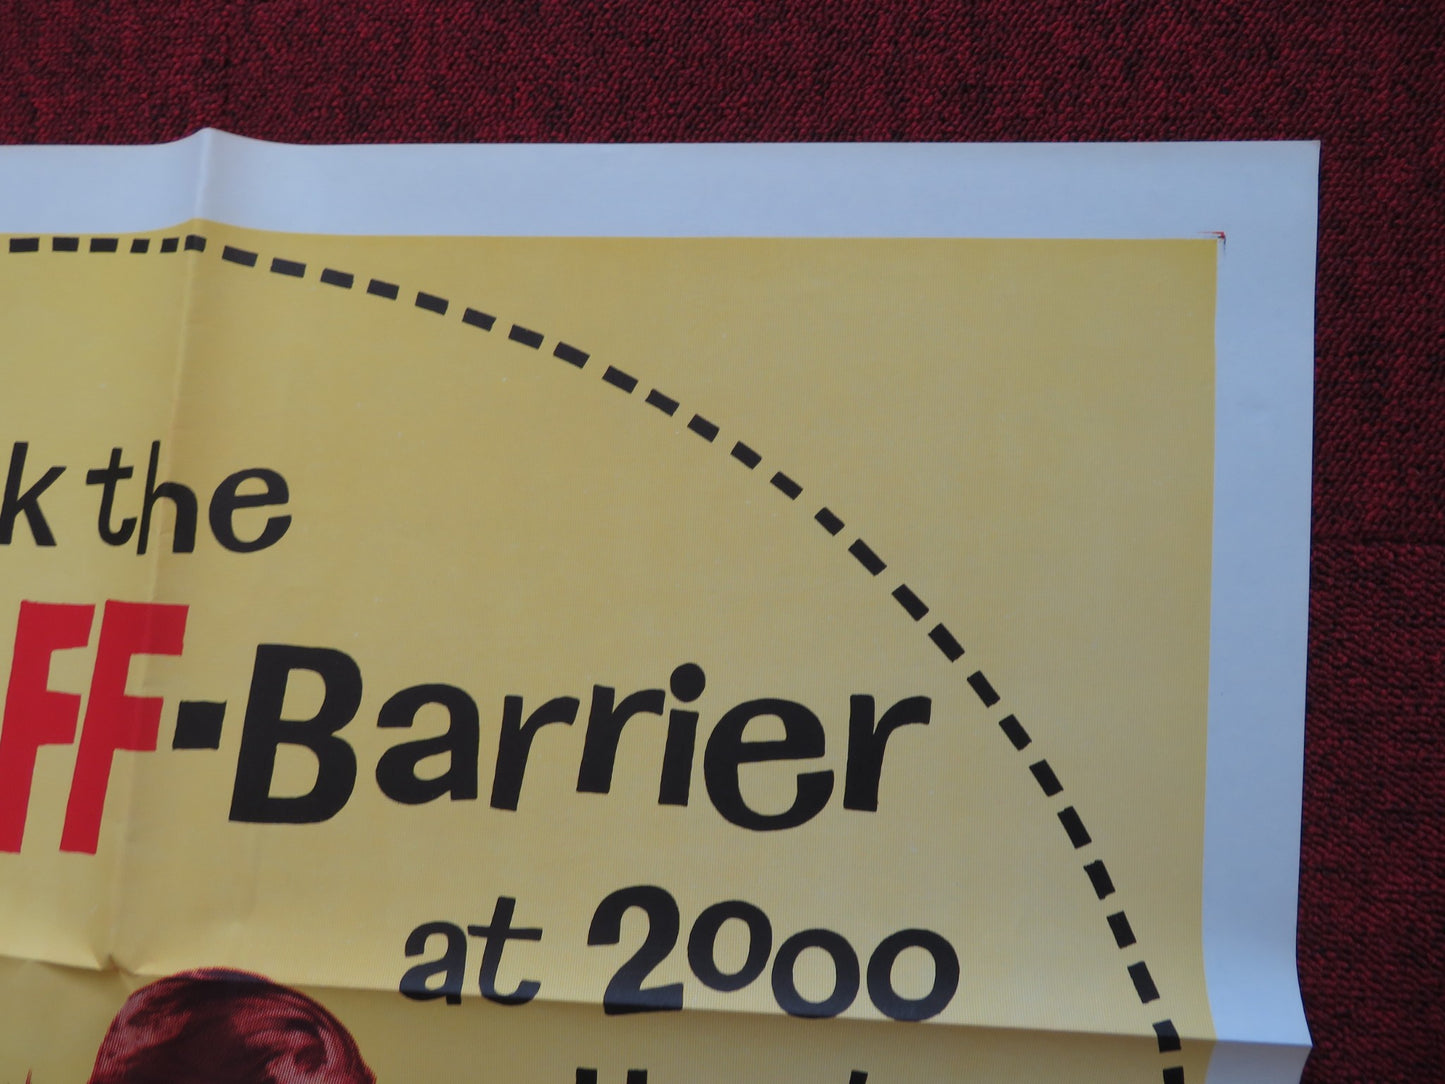 k the
FF-Barrier
at 2000